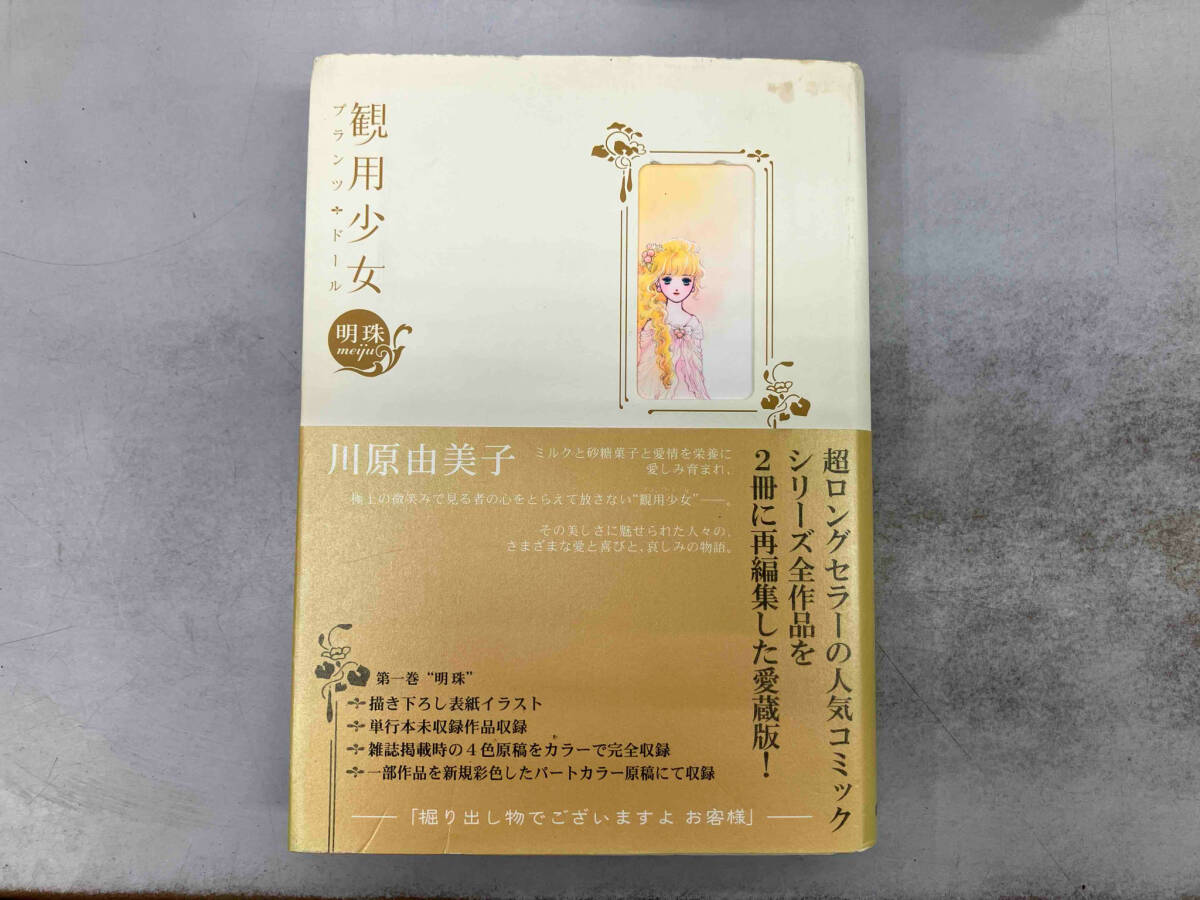 観用少女
プランツ✢ドール
明珠
meiju
川原由美子
ミルクと砂糖菓子と愛情を栄養に
愛しみ育まれ、
極上の微笑みで見る者の心をとらえて放さない“観用少女”──。
その美しさに魅せられた人々の、
さまざまな愛と喜びと、哀しみの物語。
超ロングセラーの人気コミック
シリーズ全作品を
2冊に再編集した愛蔵版！
第一巻 “明珠”
✢描き下ろし表紙イラスト
✢単行本未収録作品収録
✢雑誌掲載時の4色原稿をカラーで完全収録
✢一部作品を新規彩色したパートカラー原稿にて収録
──「掘り出し物でございますよ お客様」──